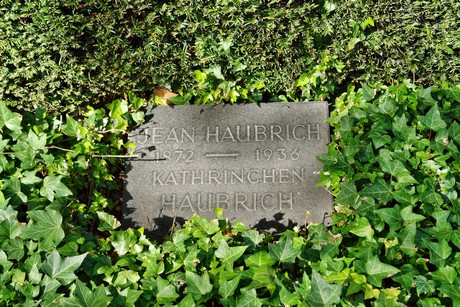 JEAN HAUBRICH
1872 — 1936
KATHRINCHEN
HAUBRICH